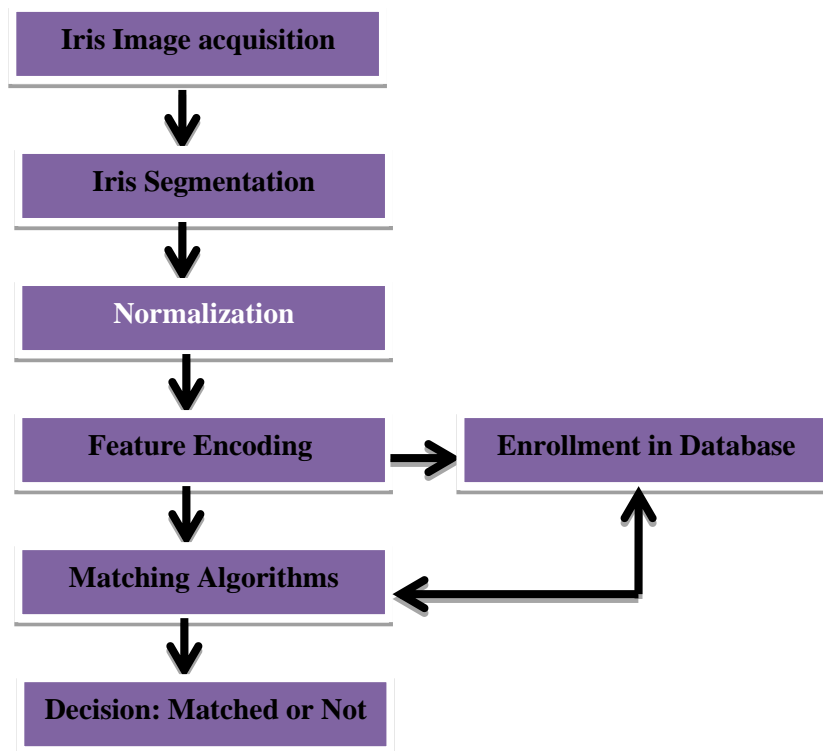 Iris Image acquisition
Iris Segmentation
Normalization
Feature Encoding
Enrollment in Database
Matching Algorithms
Decision: Matched or Not